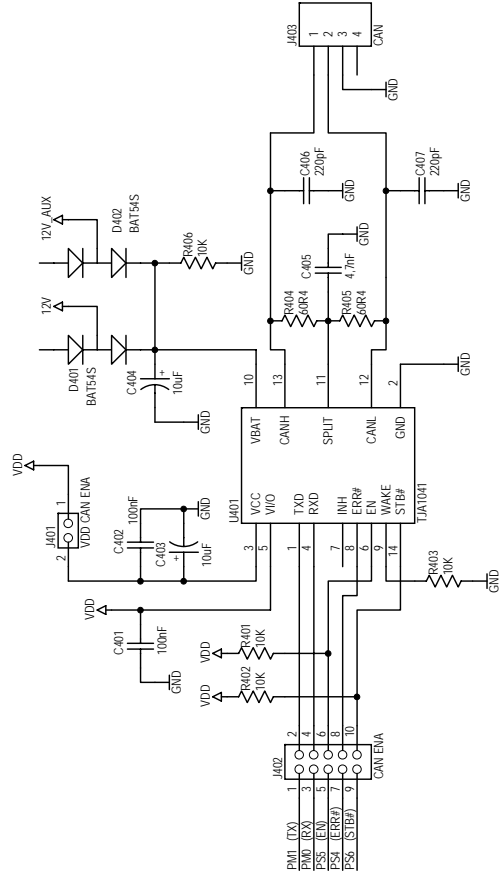 J403
1
2
3
4
CAN
GND
C406
220pF
GND
C407
220pF
GND
12V_AUX
D402
BAT54S
12V
D401
BAT54S
R406
10K
GND
C404
+
10uF
GND
C405
4,7nF
GND
R404
60R4
R405
60R4
10
13
11
12
2
GND
U401
VBAT
CANH
SPLIT
CANL
GND
VCC
VI/O
TXD
RXD
INH
ERR#
EN
WAKE
STB#
TJA1041
3
5
1
4
7
8
6
9
14
VDD
J401
1
2
VDD CAN ENA
C402
100nF
C403
+
10uF
GND
VDD
C401
100nF
GND
VDD
R401
10K
VDD
R402
10K
R403
10K
GND
J402
2
4
6
8
10
1
3
5
7
9
CAN ENA
PM1 (TX)
PM0 (RX)
PS5 (EN)
PS4 (ERR#)
PS6 (STB#)